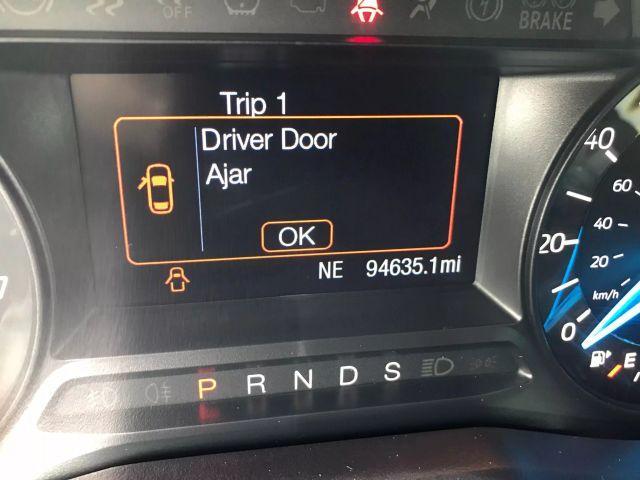 OFF
BRAKE
Trip 1
Driver Door
Ajar
OK
NE 94635.1mi
P R N D S
40
20
0
60
40
20
km/h
E